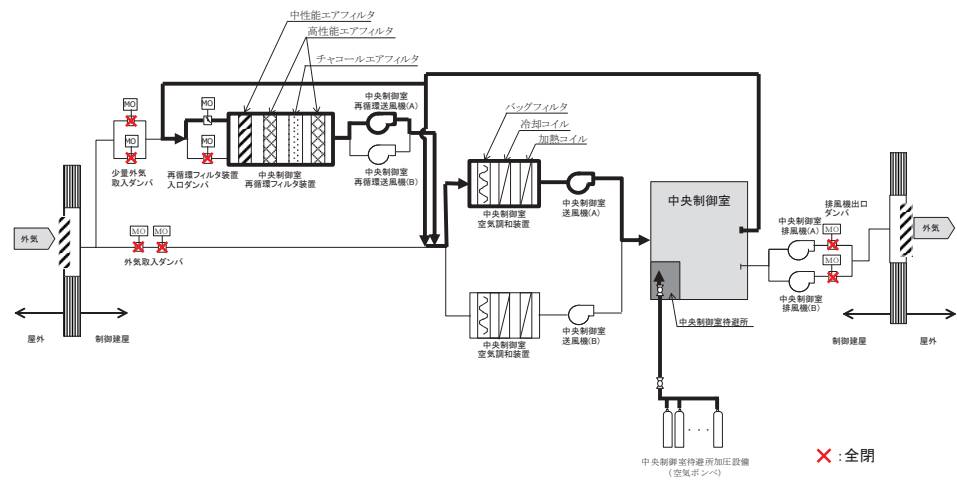 中性能エアフィルタ
高性能エアフィルタ
チャコールエアフィルタ
MO
MO
MO
MO
少量外気
取入ダンパ
再循環フィルタ装置
入口ダンパ
中央制御室
再循環フィルタ装置
中央制御室
再循環送風機(A)
中央制御室
再循環送風機(B)
バッグフィルタ
冷却コイル
加熱コイル
中央制御室
空気調和装置
中央制御室
送風機(A)
中央制御室
排風機出口
ダンパ
中央制御室
排風機(A)
MO
MO
中央制御室
排風機(B)
外気
外気
MO
MO
外気取入ダンパ
中央制御室待避所
中央制御室
空気調和装置
中央制御室
送風機(B)
屋外
制御建屋
制御建屋
屋外
・・・
中央制御室待避所加圧設備
(空気ボンベ)
:全閉